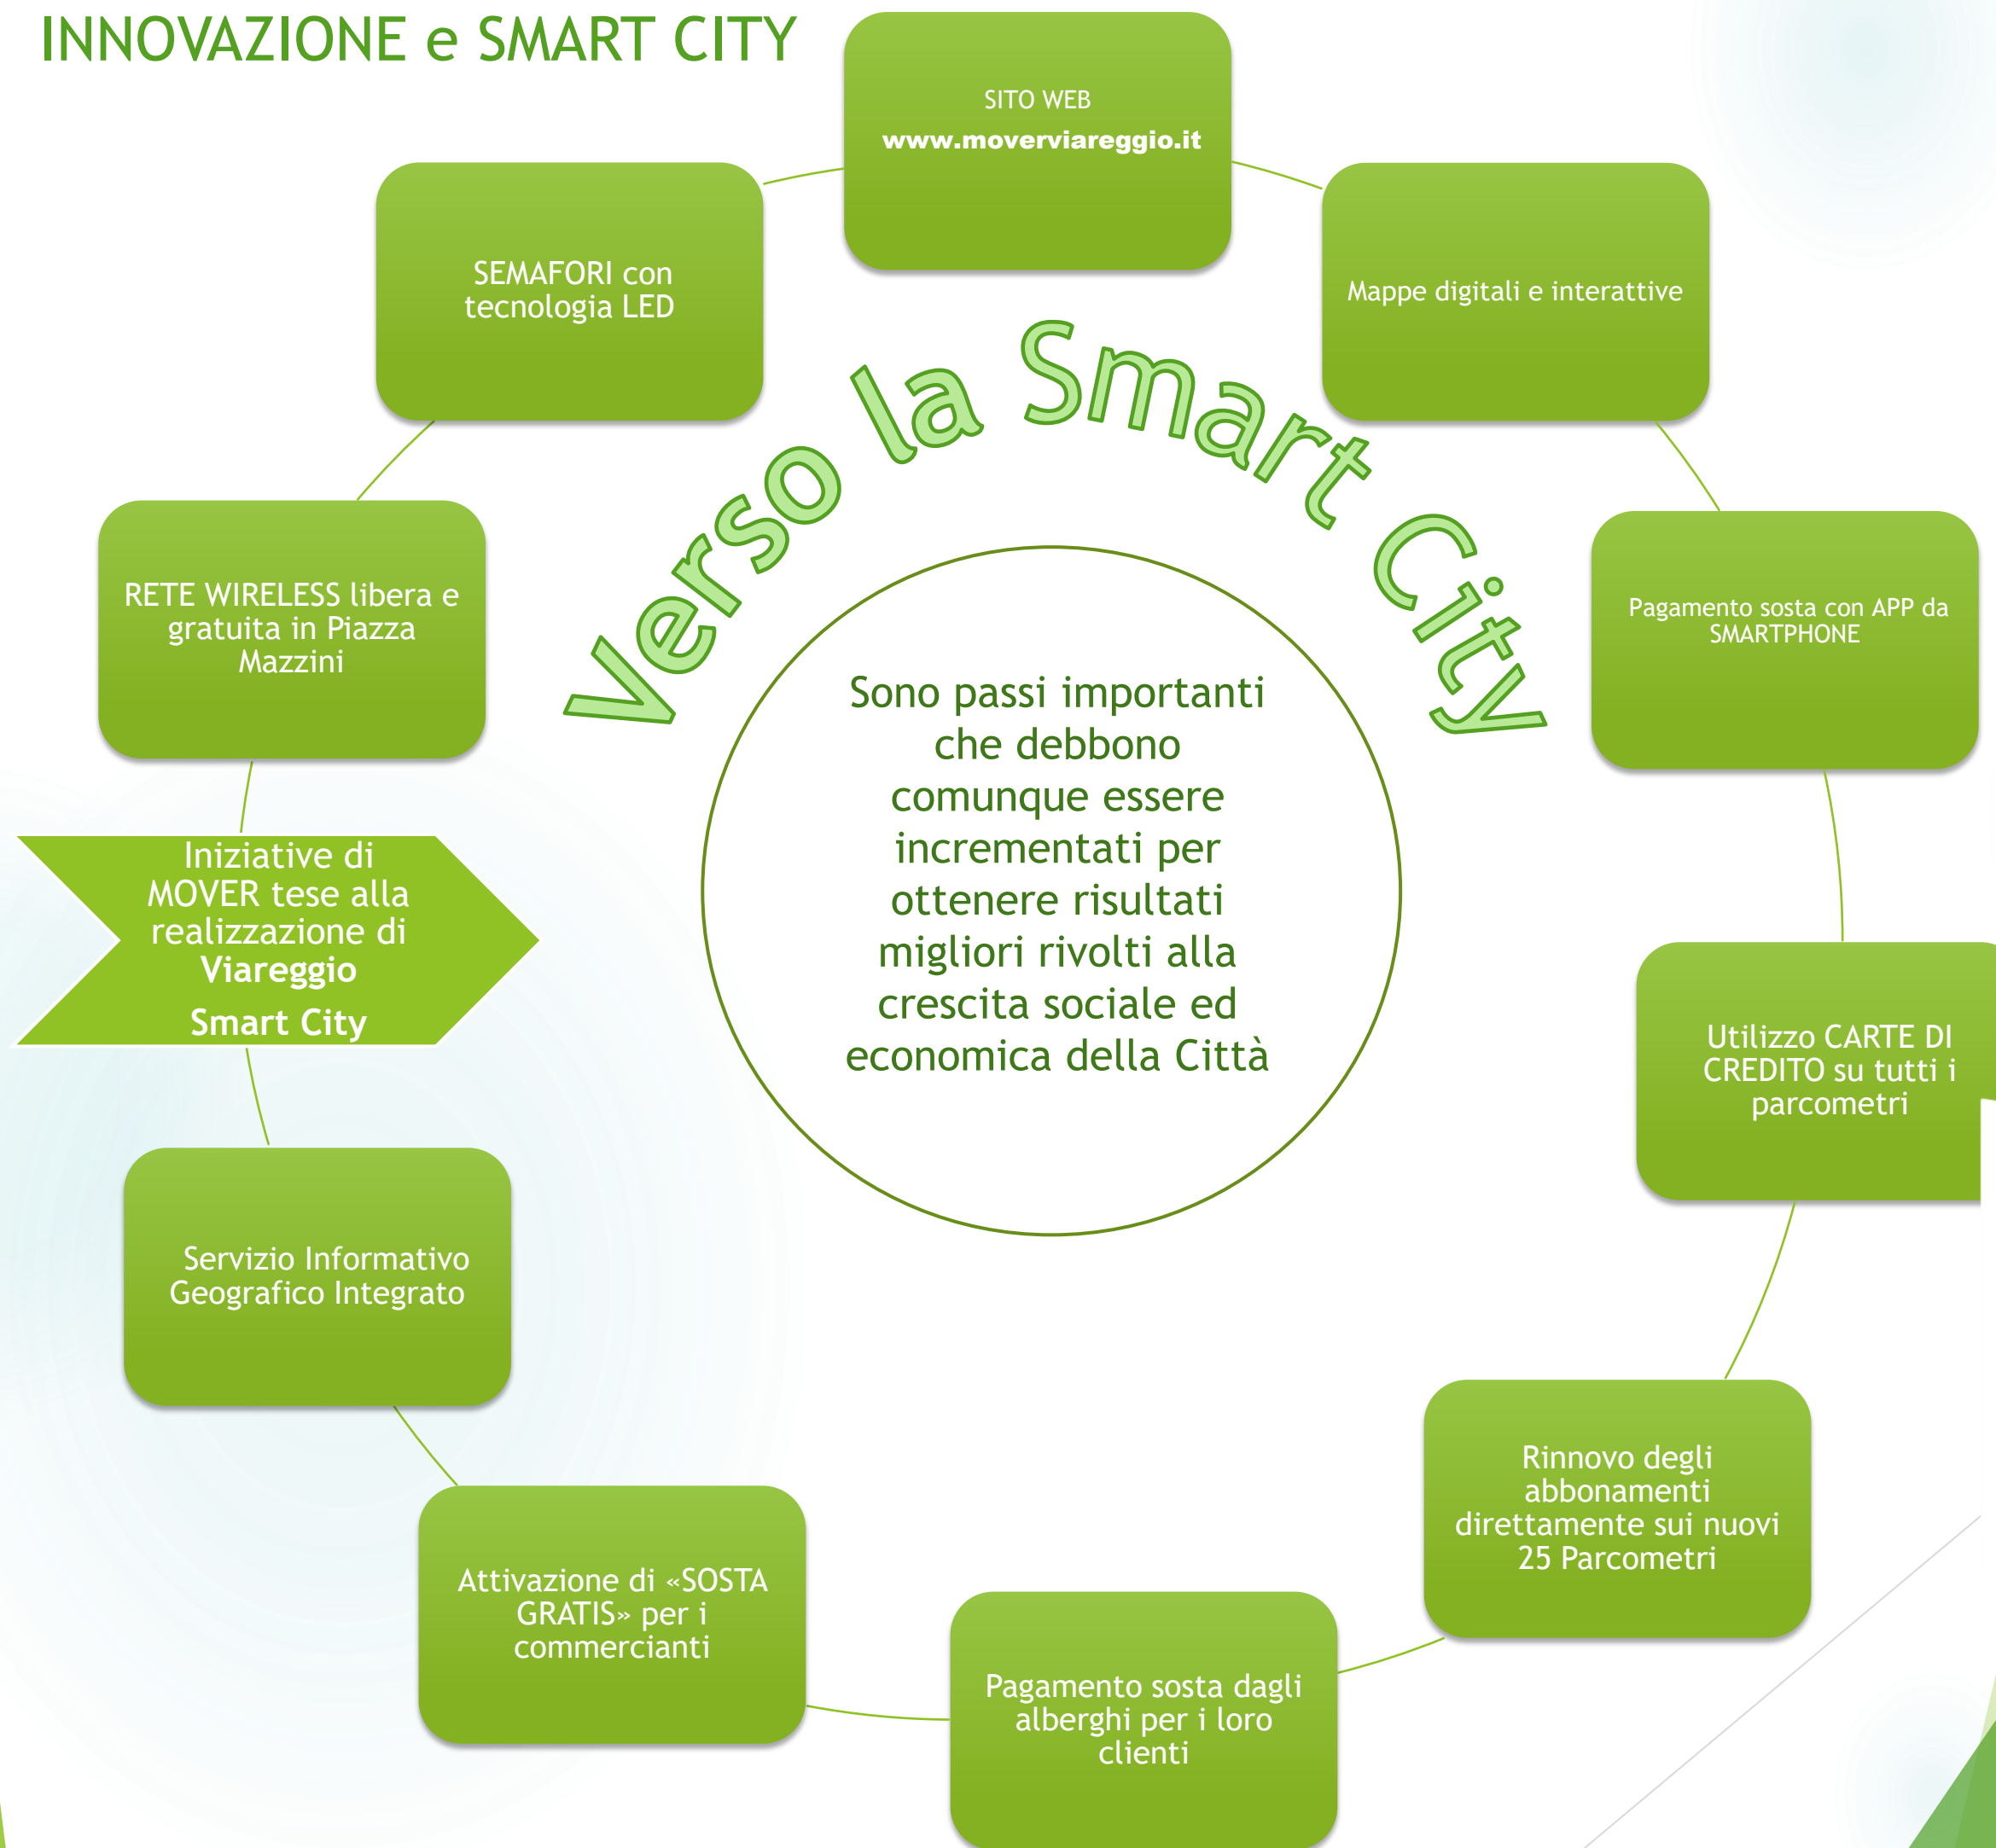 INNOVAZIONE e SMART CITY
SITO WEB
www.moverviareggio.it
Mappe digitali e interattive
Pagamento sosta con APP da
SMARTPHONE
Utilizzo CARTE DI
CREDITO su tutti i
parcometri
Rinnovo degli
abbonamenti
direttamente sui nuovi
25 Parcometri
Pagamento sosta dagli
alberghi per i loro
clienti
Attivazione di «SOSTA
GRATIS» per i
commercianti
Servizio Informativo
Geografico Integrato
Iniziative di
MOVER tese alla
realizzazione di
Viareggio
Smart City
RETE WIRELESS libera e
gratuita in Piazza
Mazzini
SEMAFORI con
tecnologia LED
Verso la Smart City
Sono passi importanti
che debbono
comunque essere
incrementati per
ottenere risultati
migliori rivolti alla
crescita sociale ed
economica della Città